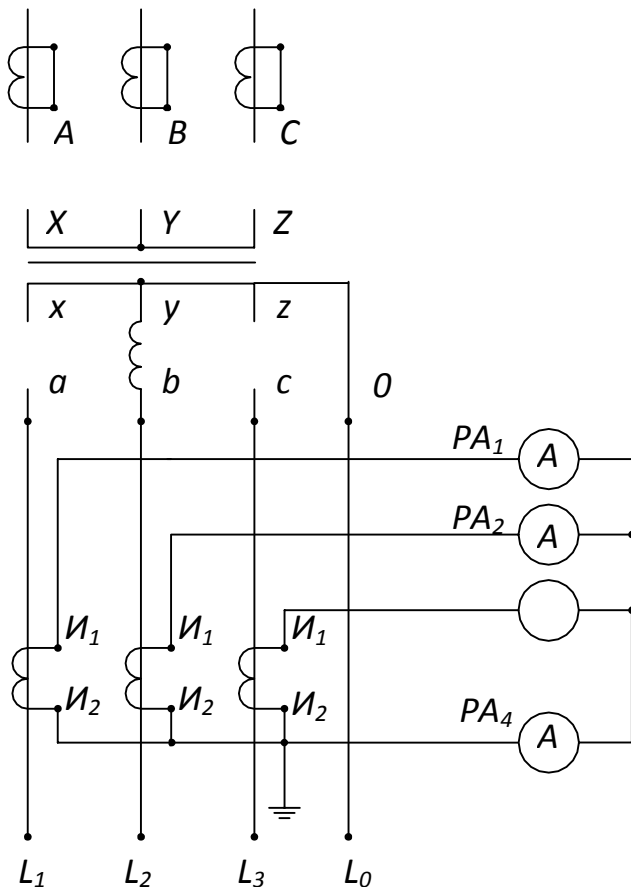 A B C
X Y Z
x y z
a b c 0
PA₁ A
PA₂ A
И₁ И₁ И₁
И₂ И₂ И₂ PA₄ A
L₁ L₂ L₃ L₀